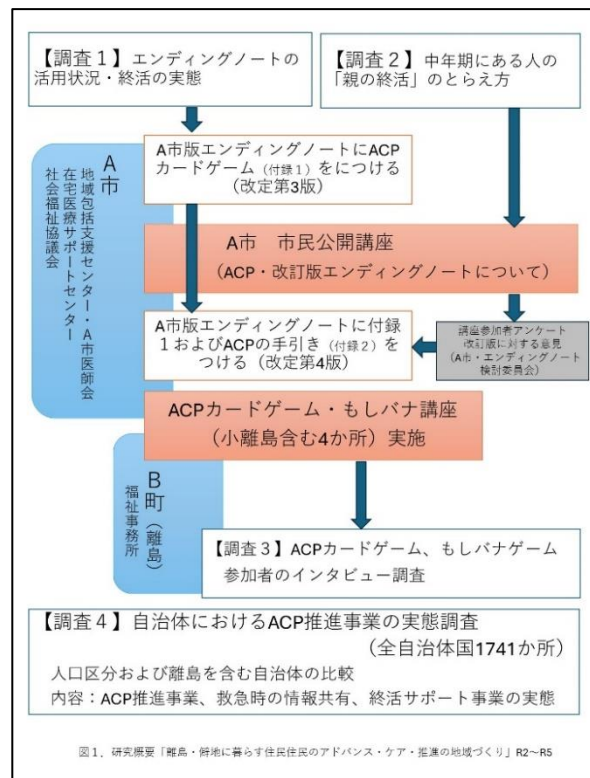 【調査１】エンディングノートの
活用状況・終活の実態
【調査２】中年期にある人の
「親の終活」のとらえ方
A市
地域包括支援センター・A市医師会
在宅医療サポートセンター
社会福祉協議会
A市版エンディングノートにACP
カードゲーム（付録１）をにつける
（改定第3版）
A市　市民公開講座
（ACP・改訂版エンディングノートについて）
A市版エンディングノートに付録
１およびACPの手引き（付録２）を
つける（改定第4版）
講座参加者アンケート
改訂版に対する意見
（A市・エンディングノート
検討委員会）
ACPカードゲーム・もしバナ講座
（小離島含む4か所）実施
B町（離島）
福祉事務所
【調査３】ACPカードゲーム、もしバナゲーム
参加者のインタビュー調査
【調査４】自治体におけるACP推進事業の実態調査
（全自治体国1741か所）
人口区分および離島を含む自治体の比較
内容：ACP推進事業、救急時の情報共有、終活サポート事業の実態
図１．研究概要「離島・僻地に暮らす住民住民のアドバンス・ケア・推進の地域づくり」R2～R5